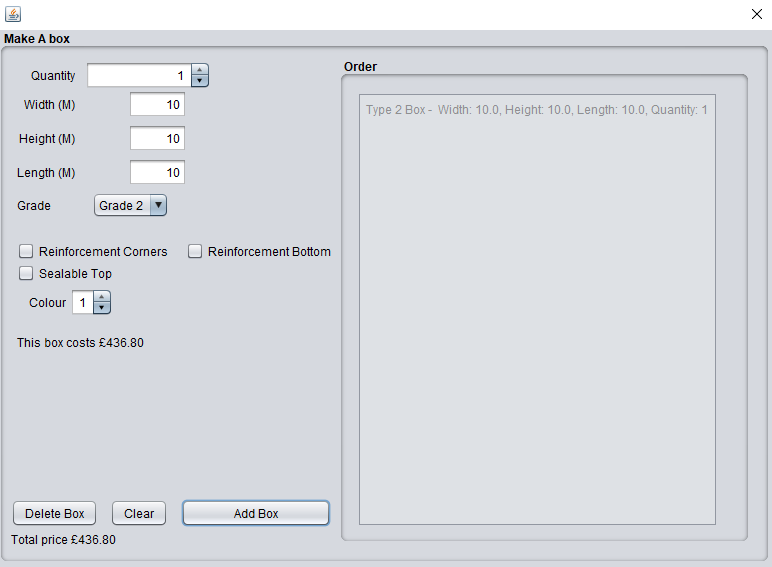 Make A box
Quantity 1
Width (M) 10
Height (M) 10
Length (M) 10
Grade Grade 2
Reinforcement Corners Reinforcement Bottom
Sealable Top
Colour 1
This box costs £436.80
Delete Box Clear Add Box
Total price £436.80
Order
Type 2 Box - Width: 10.0, Height: 10.0, Length: 10.0, Quantity: 1